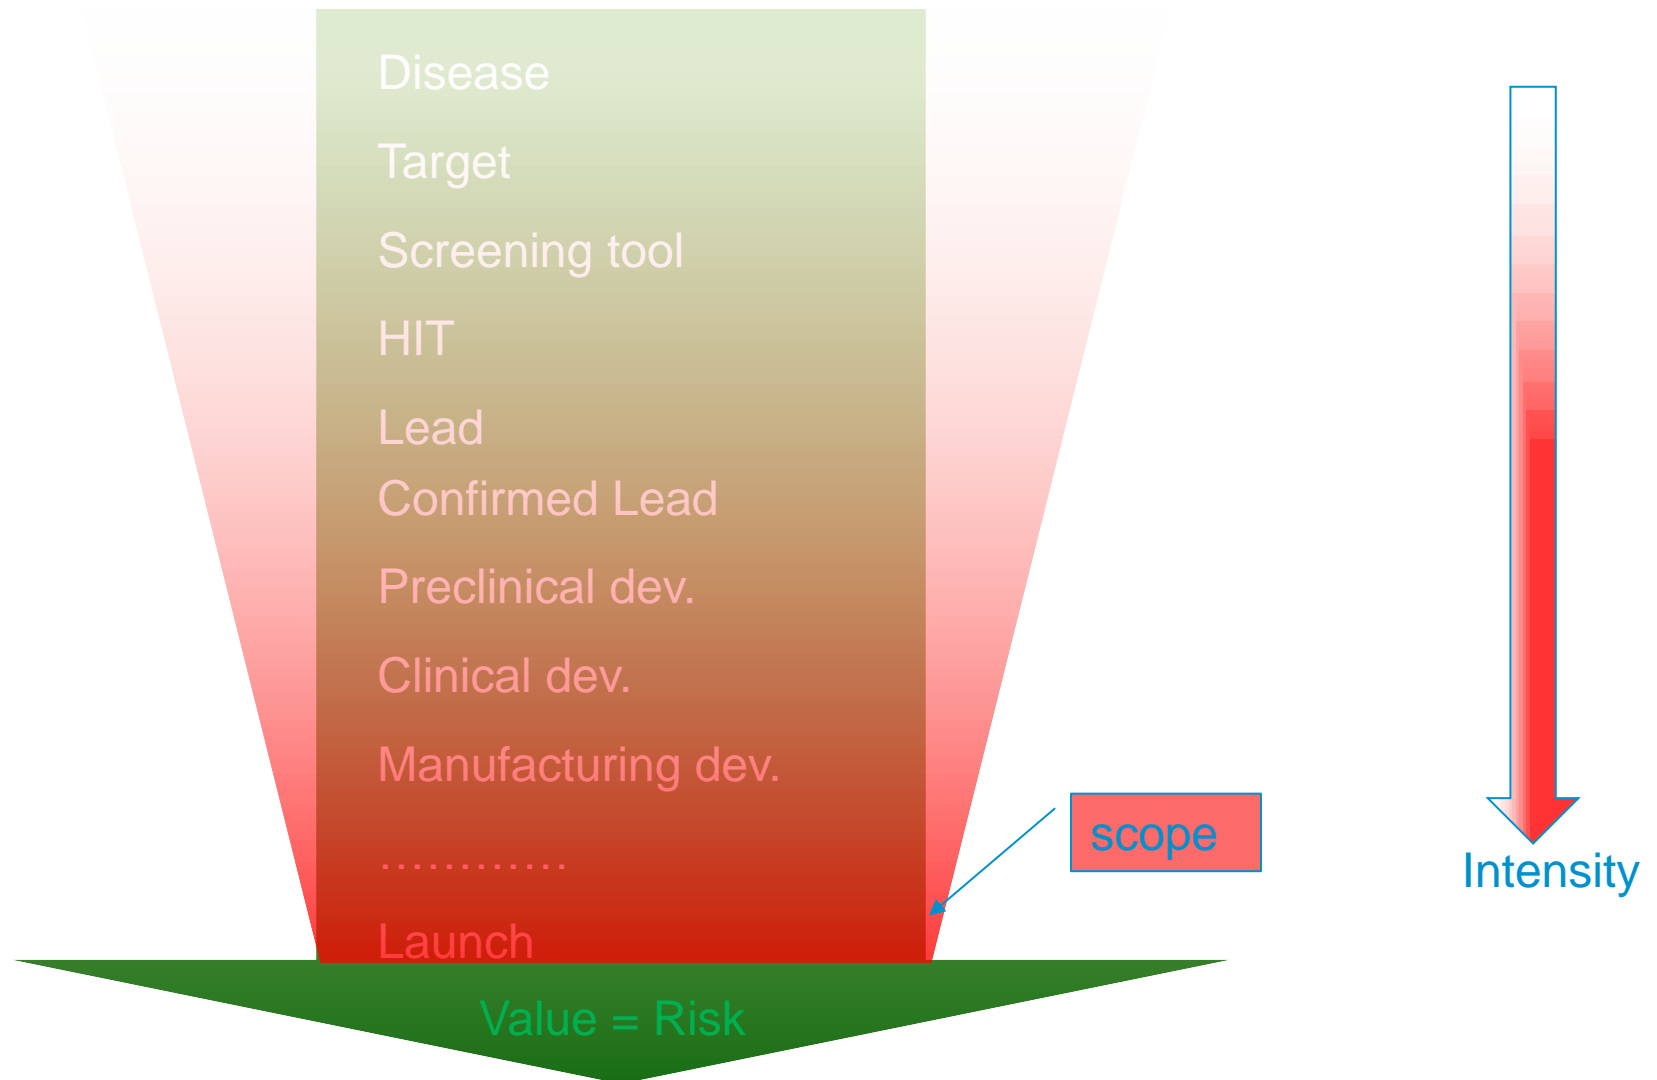 Disease
Target
Screening tool
HIT
Lead
Confirmed Lead
Preclinical dev.
Clinical dev.
Manufacturing dev.
…………
Launch
Value = Risk
scope
Intensity